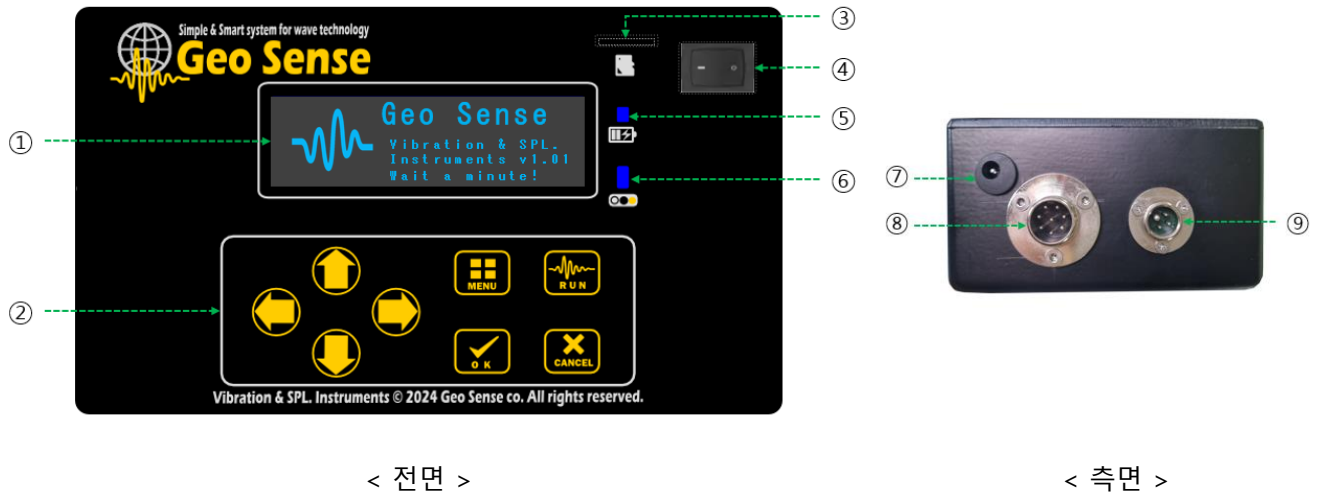 Simple & Smart system for wave technology
Geo Sense
Geo Sense
Vibration & SPL.
Instruments v1.01
Wait a minute!
MENU
RUN
OK
CANCEL
Vibration & SPL. Instruments © 2024 Geo Sense co. All rights reserved.
①
②
③
④
⑤
⑥
⑦
⑧
⑨
< 전면 >
< 측면 >